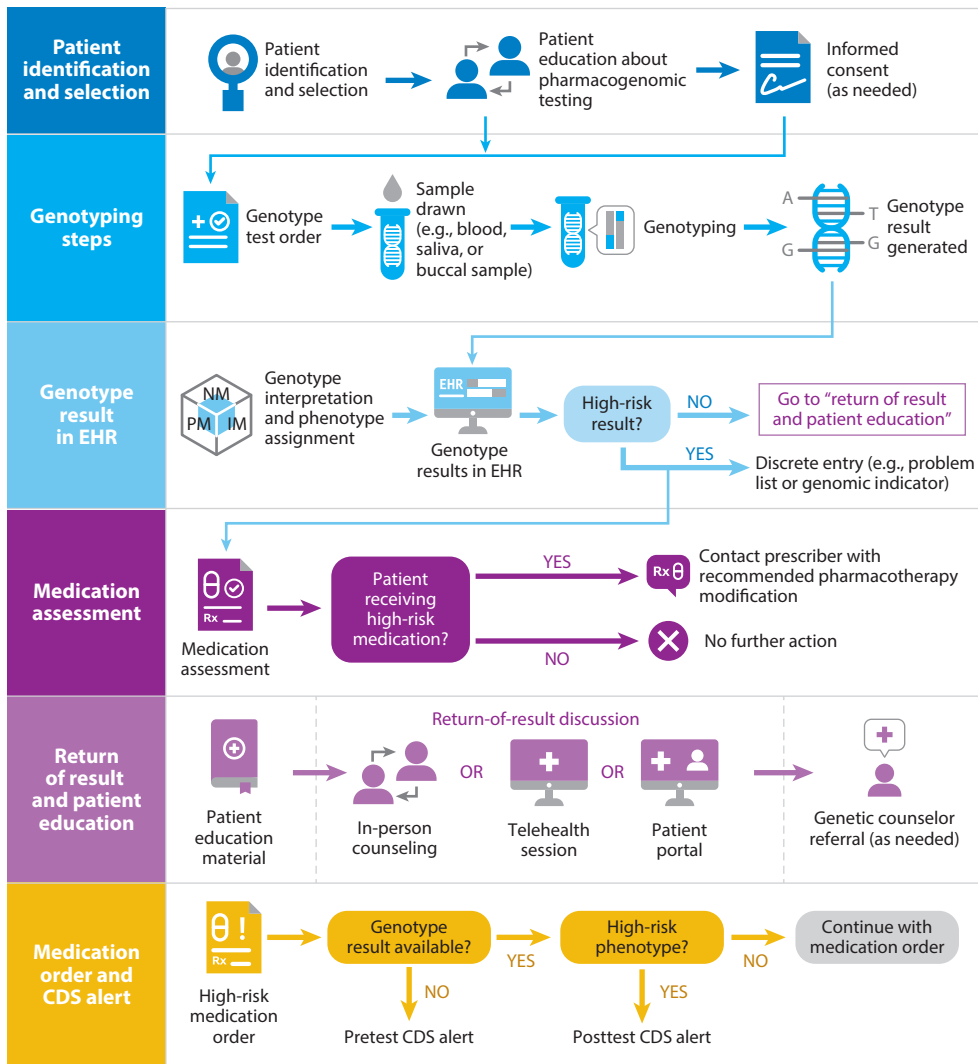 Patient
identification
and selection
Patient
identification
and selection
Patient
education about
pharmacogenomic
testing
Informed
consent
(as needed)
Genotyping
steps
Genotype
test order
Sample
drawn
(e.g., blood,
saliva, or
buccal sample)
Genotyping
A
T
G
G
Genotype
result
generated
Genotype
result
in EHR
NM
PM
IM
Genotype
interpretation
and phenotype
assignment
EHR
Genotype
results in EHR
High-risk
result?
NO
Go to “return of result
and patient education”
YES
Discrete entry (e.g., problem
list or genomic indicator)
Medication
assessment
Rx
Medication
assessment
Patient
receiving
high-risk
medication?
YES
Rx
Contact prescriber with
recommended pharmacotherapy
modification
NO
No further action
Return
of result
and patient
education
Patient
education
material
Return-of-result discussion
In-person
counseling
OR
Telehealth
session
OR
Patient
portal
Genetic counselor
referral (as needed)
Medication
order and
CDS alert
!
Rx
High-risk
medication
order
Genotype
result available?
YES
High-risk
phenotype?
NO
Continue with
medication order
NO
Pretest CDS alert
YES
Posttest CDS alert